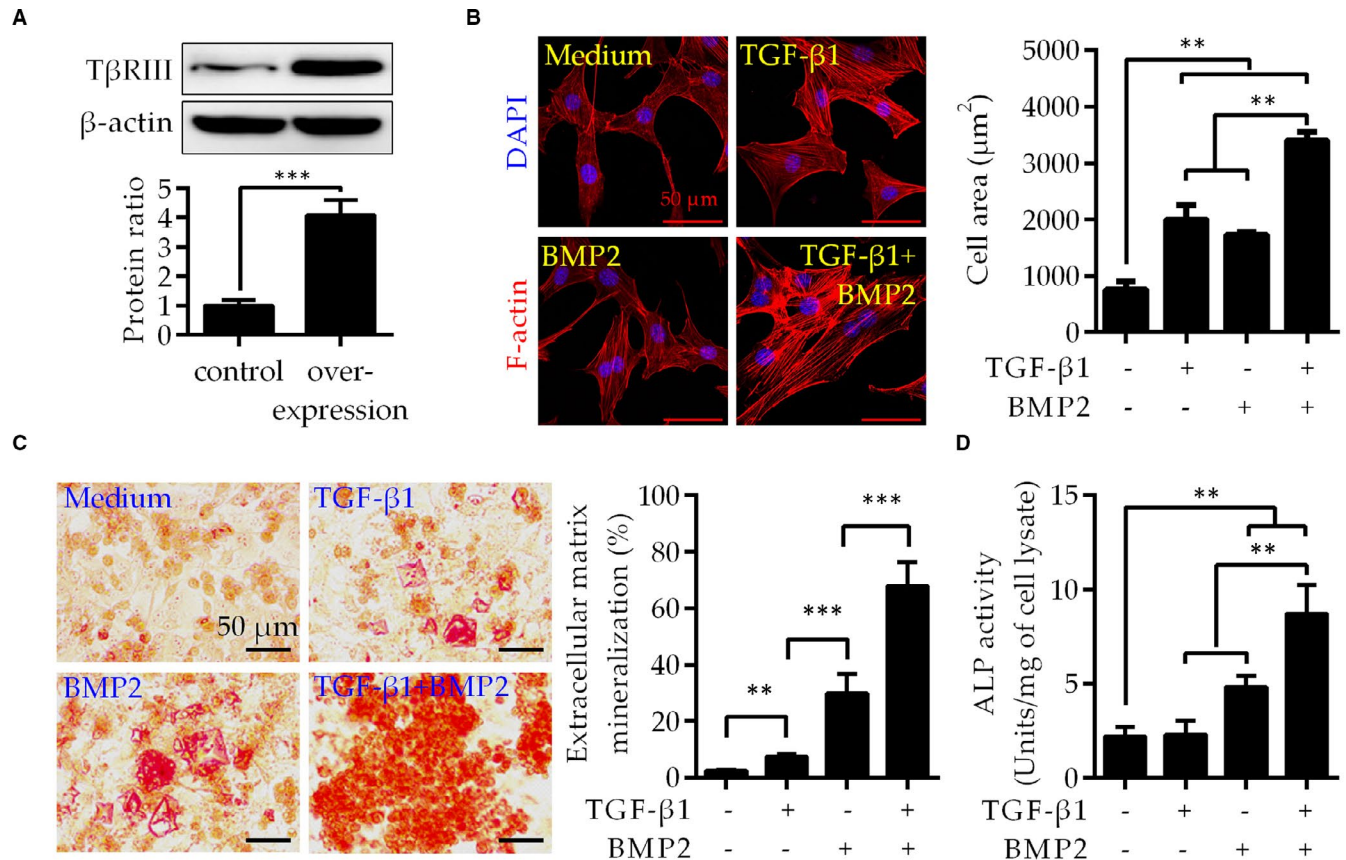 A
TβRIII
β-actin
***
Protein ratio
5
4
3
2
1
0
control
over-
expression
B
DAPI
F-actin
Medium
50 µm
TGF-β1
BMP2
TGF-β1+
BMP2
Cell area (µm²)
5000
4000
3000
2000
1000
0
**
**
TGF-β1 - + - +
BMP2 - - + +
C
Medium
50 µm
TGF-β1
BMP2
TGF-β1+BMP2
Extracellular matrix
mineralization (%)
100
80
60
40
20
0
**
***
***
TGF-β1 - + - +
BMP2 - - + +
D
ALP activity
(Units/mg of cell lysate)
15
10
5
0
**
**
TGF-β1 - + - +
BMP2 - - + +